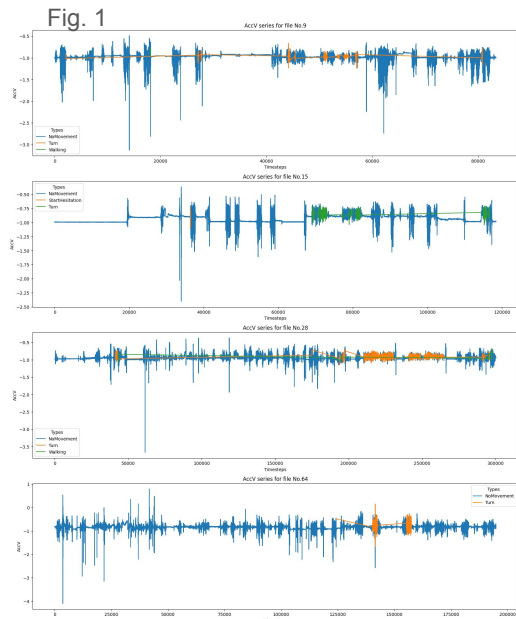 Fig. 1
AccV series for file No.9
-0.5
-1.0
-1.5
-2.0
-2.5
-3.0
AccV
Types
NoMovement
Turn
Walking
0 20000 40000 60000 80000
Timesteps
AccV series for file No.15
-0.50
-0.75
-1.00
-1.25
-1.50
-1.75
-2.00
-2.25
-2.50
AccV
Types
NoMovement
StartHesitation
Turn
0 20000 40000 60000 80000 100000 120000
Timesteps
AccV series for file No.28
-0.5
-1.0
-1.5
-2.0
-2.5
-3.0
-3.5
AccV
Types
NoMovement
Turn
Walking
0 50000 100000 150000 200000 250000 300000
Timesteps
AccV series for file No.64
1
0
-1
-2
-3
-4
AccV
Types
NoMovement
Turn
0 25000 50000 75000 100000 125000 150000 175000 200000